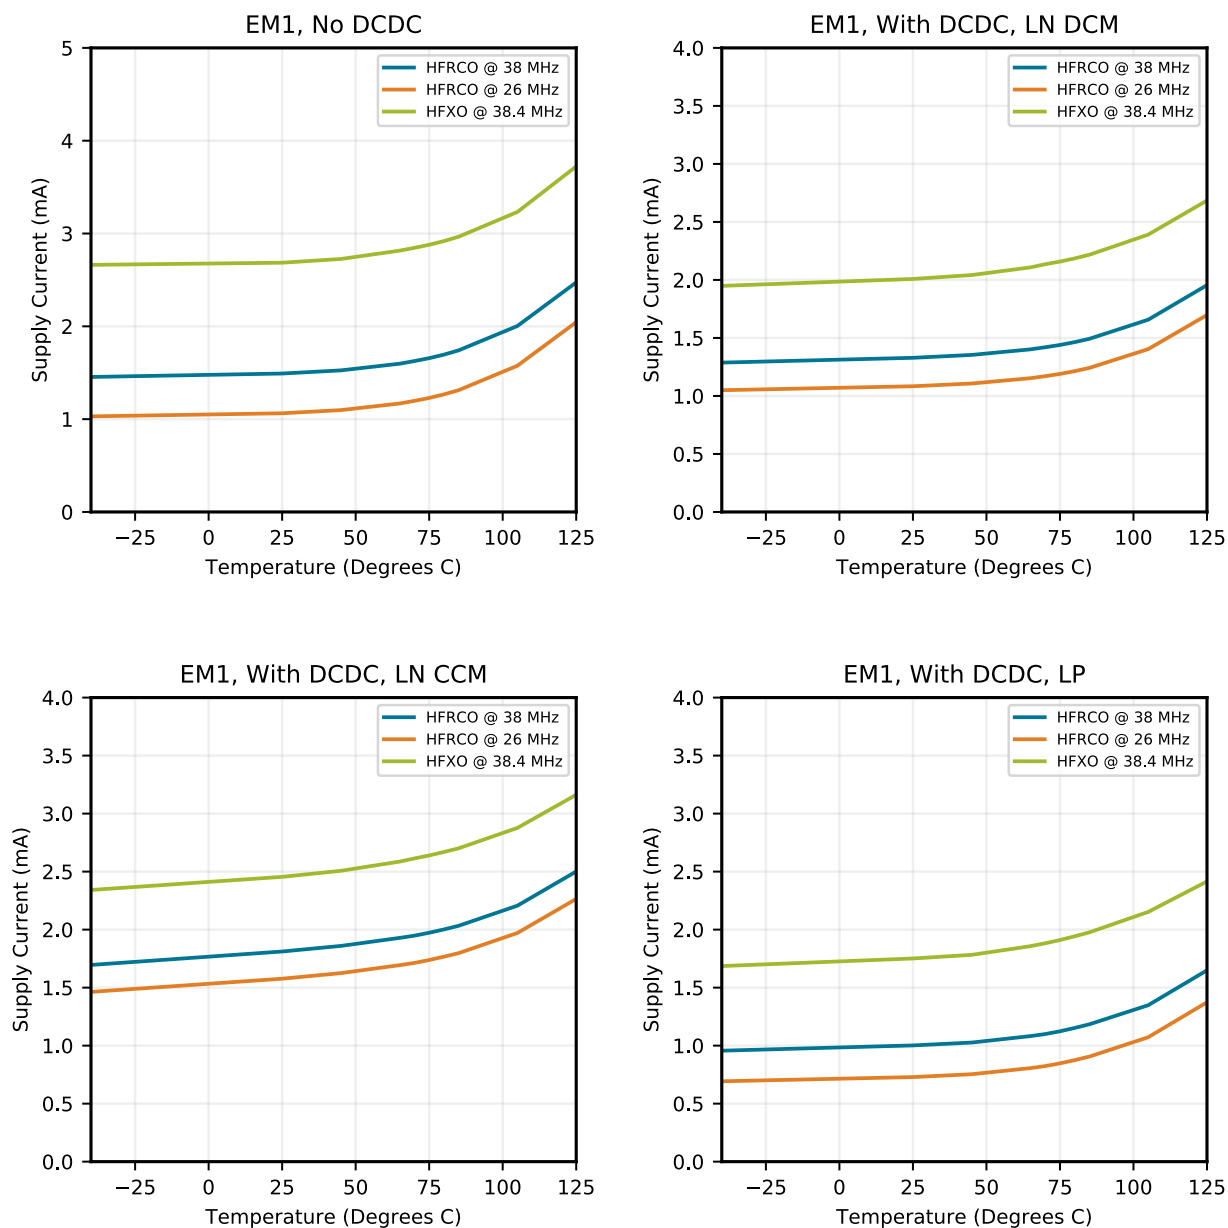 EM1, No DCDC
5
4
3
2
1
0
Supply Current (mA)
HFRCO @ 38 MHz
HFRCO @ 26 MHz
HFXO @ 38.4 MHz
−25 0 25 50 75 100 125
Temperature (Degrees C)
EM1, With DCDC, LN DCM
4.0
3.5
3.0
2.5
2.0
1.5
1.0
0.5
0.0
Supply Current (mA)
HFRCO @ 38 MHz
HFRCO @ 26 MHz
HFXO @ 38.4 MHz
−25 0 25 50 75 100 125
Temperature (Degrees C)
EM1, With DCDC, LN CCM
4.0
3.5
3.0
2.5
2.0
1.5
1.0
0.5
0.0
Supply Current (mA)
HFRCO @ 38 MHz
HFRCO @ 26 MHz
HFXO @ 38.4 MHz
−25 0 25 50 75 100 125
Temperature (Degrees C)
EM1, With DCDC, LP
4.0
3.5
3.0
2.5
2.0
1.5
1.0
0.5
0.0
Supply Current (mA)
HFRCO @ 38 MHz
HFRCO @ 26 MHz
HFXO @ 38.4 MHz
−25 0 25 50 75 100 125
Temperature (Degrees C)